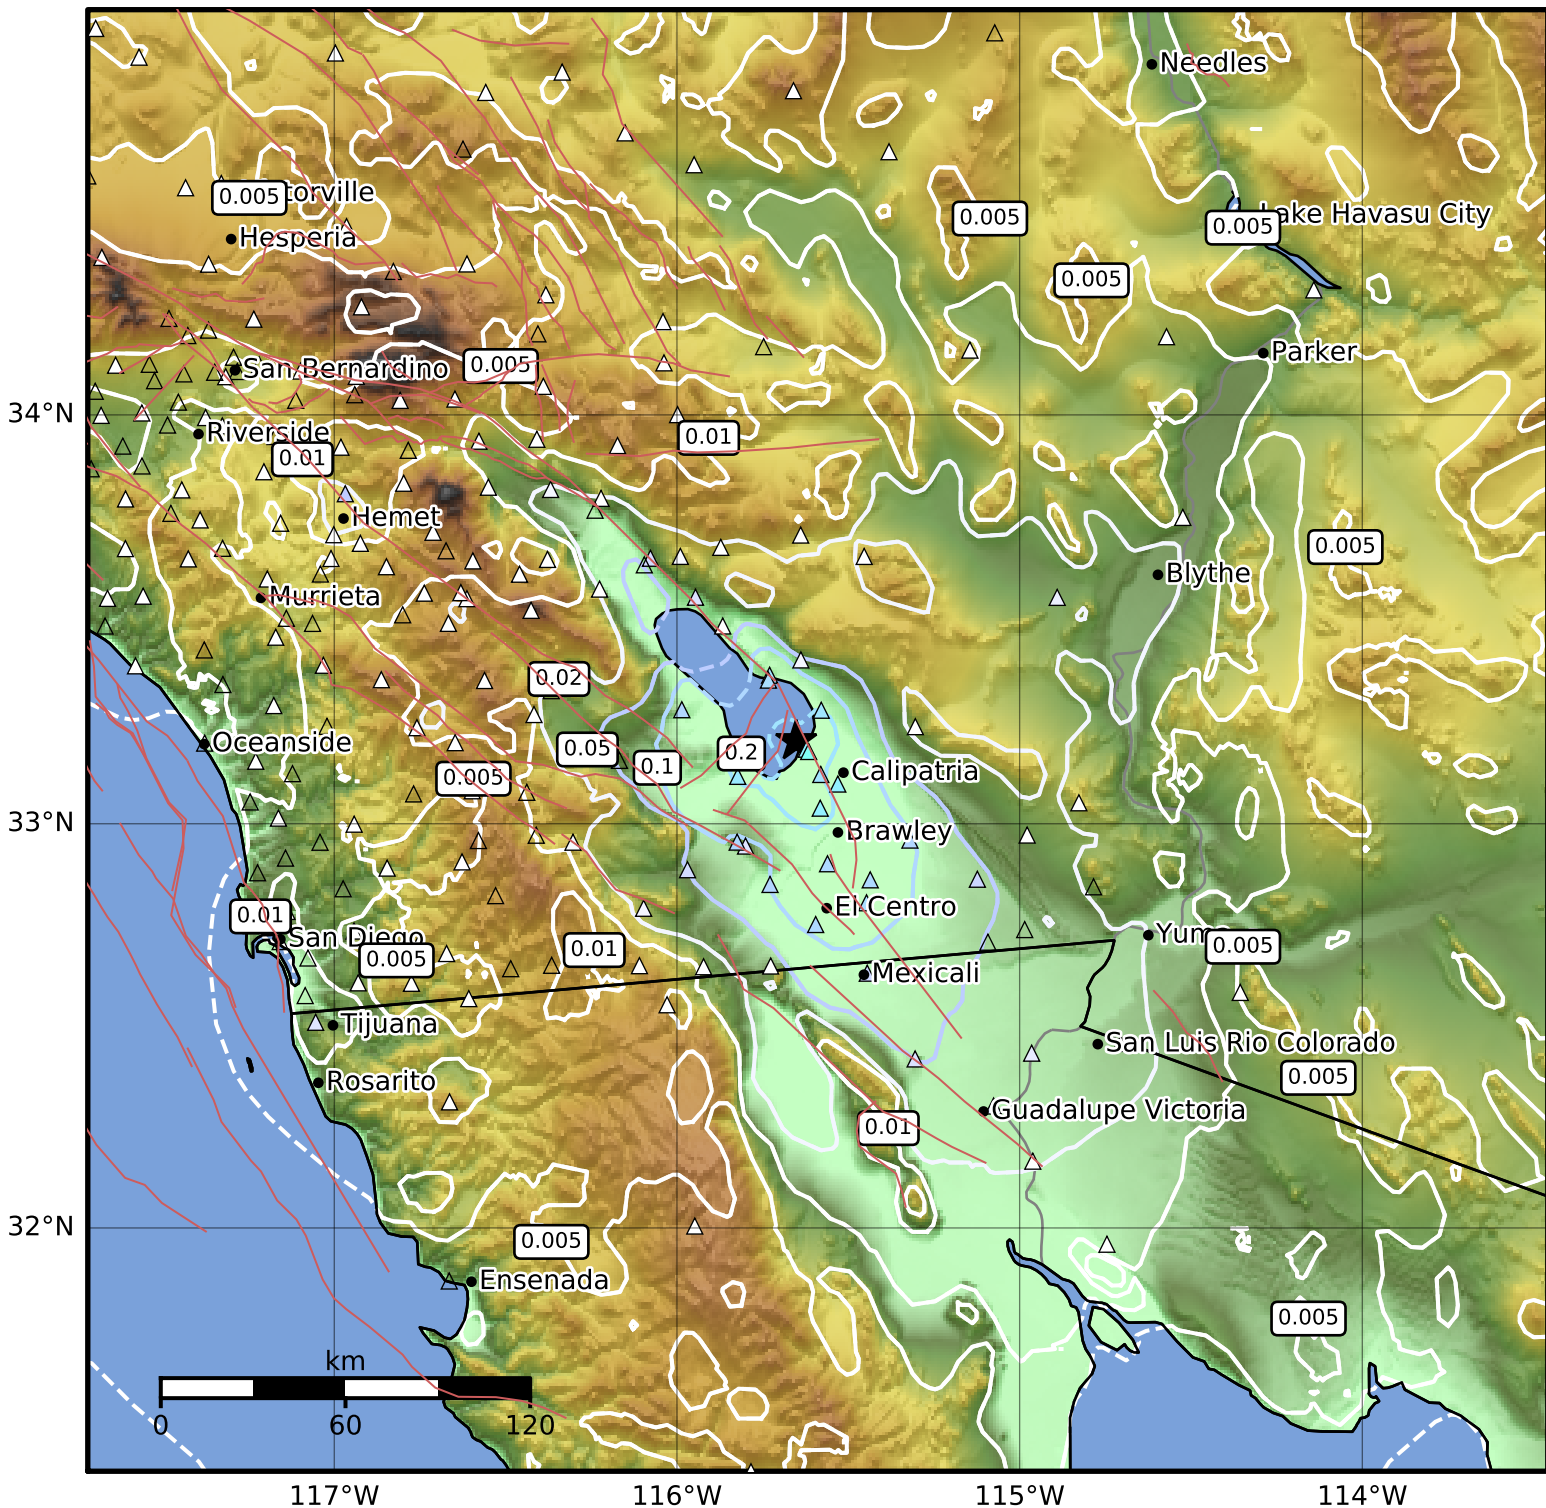 Needles
0.005 torville
0.005
Lake Havasu City
0.005
Hesperia
0.005
Parker
San Bernardino
0.005
34°N
Riverside
0.01
0.01
Hemet
0.005
Blythe
Murrieta
0.02
Oceanside
0.05
0.2
0.1
0.005
Calipatria
33°N
Brawley
El Centro
0.01
San Diego
Yum
0.005
0.01
0.005
Mexicali
Tijuana
San Luis Rio Colorado
Rosarito
0.005
Guadalupe Victoria
0.01
32°N
0.005
Ensenada
0.005
km
0 60 120
117°W 116°W 115°W 114°W